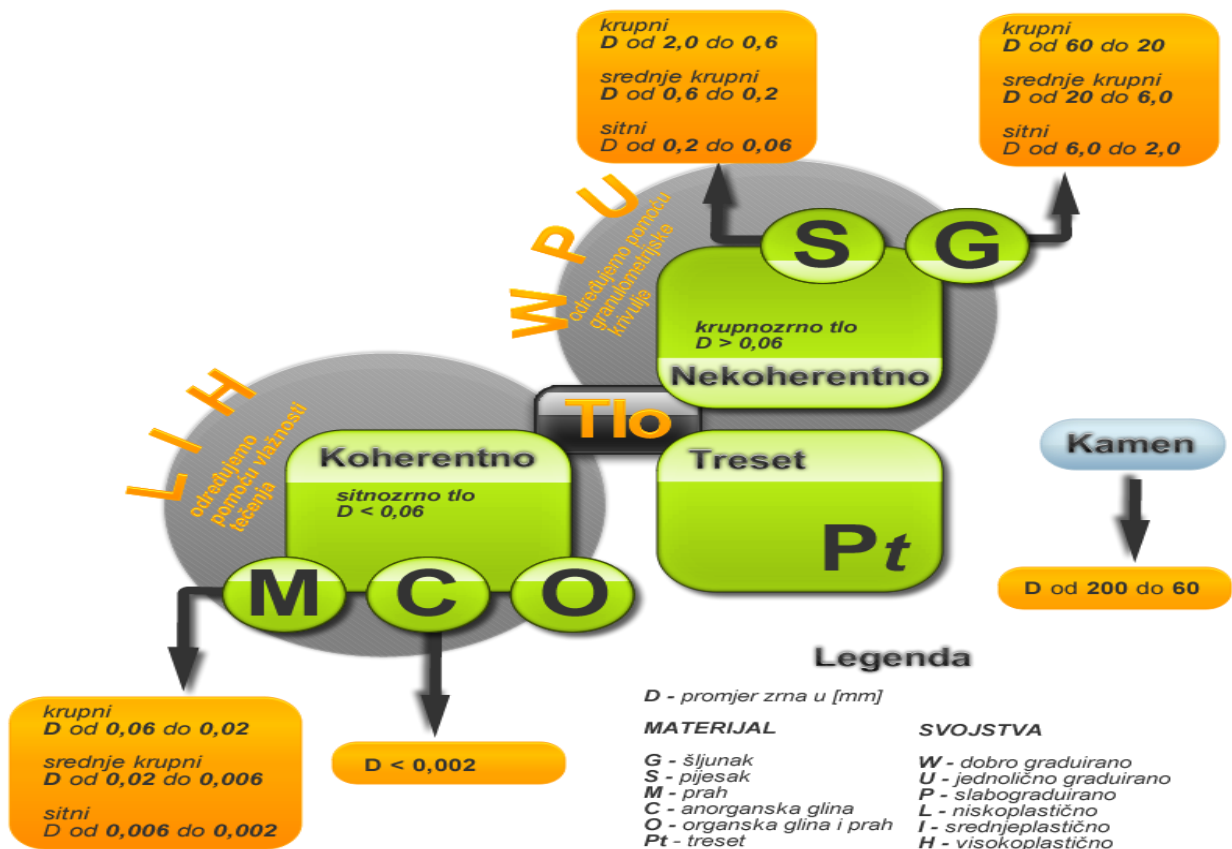 krupni
D od 2,0 do 0,6
srednje krupni
D od 0,6 do 0,2
sitni
D od 0,2 do 0,06
krupni
D od 60 do 20
srednje krupni
D od 20 do 6,0
sitni
D od 6,0 do 2,0
W P U
određujemo pomoću
granulometrijske
krivulje
S
G
krupnozrno tlo
D > 0,06
Nekoherentno
L I H
određujemo
pomoću vlažnosti
tečenja
Tlo
Koherentno
sitnozrno tlo
D < 0,06
M
C
O
Treset
Pt
Kamen
D od 200 do 60
krupni
D od 0,06 do 0,02
srednje krupni
D od 0,02 do 0,006
sitni
D od 0,006 do 0,002
D < 0,002
Legenda
D - promjer zrna u [mm]
MATERIJAL
G - šljunak
S - pijesak
M - prah
C - anorganska glina
O - organska glina i prah
Pt - treset
SVOJSTVA
W - dobro graduirano
U - jednolično graduirano
P - slabograduirano
L - niskoplastično
I - srednjeplastično
H - visokoplastično